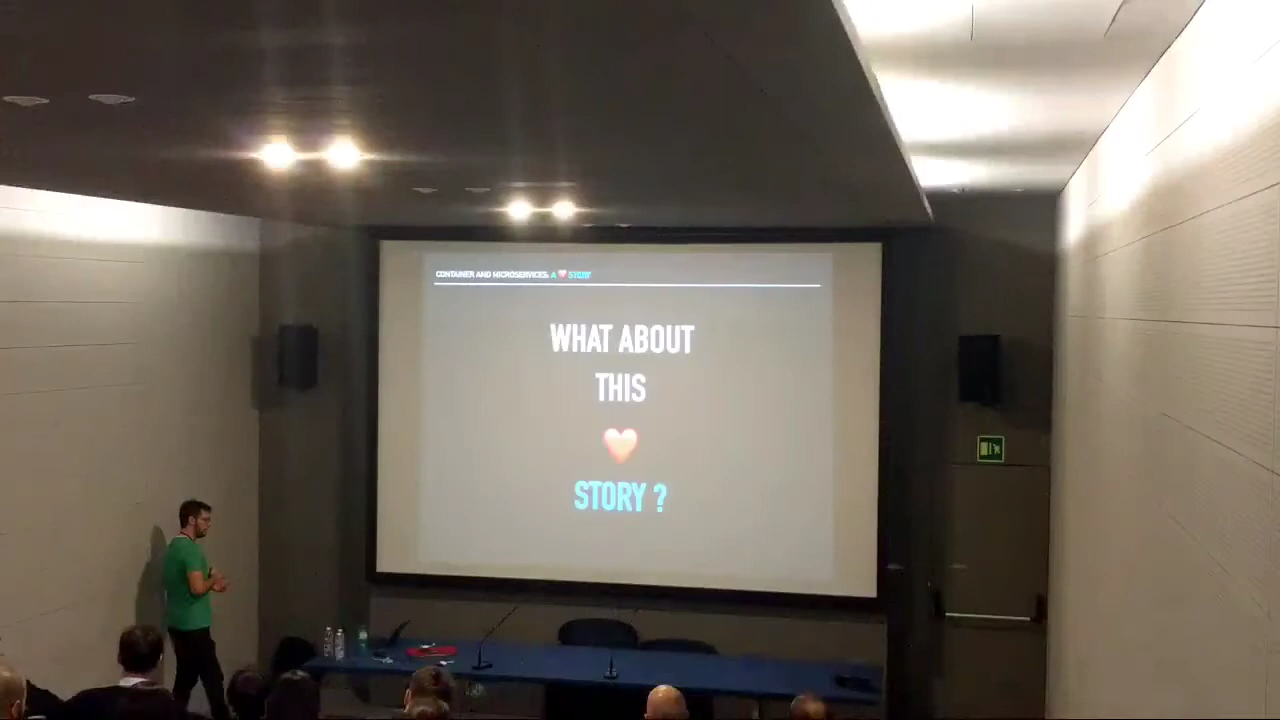 CONTAINER AND MICROSERVICES: A ❤️ STORY
WHAT ABOUT
THIS
❤️
STORY ?